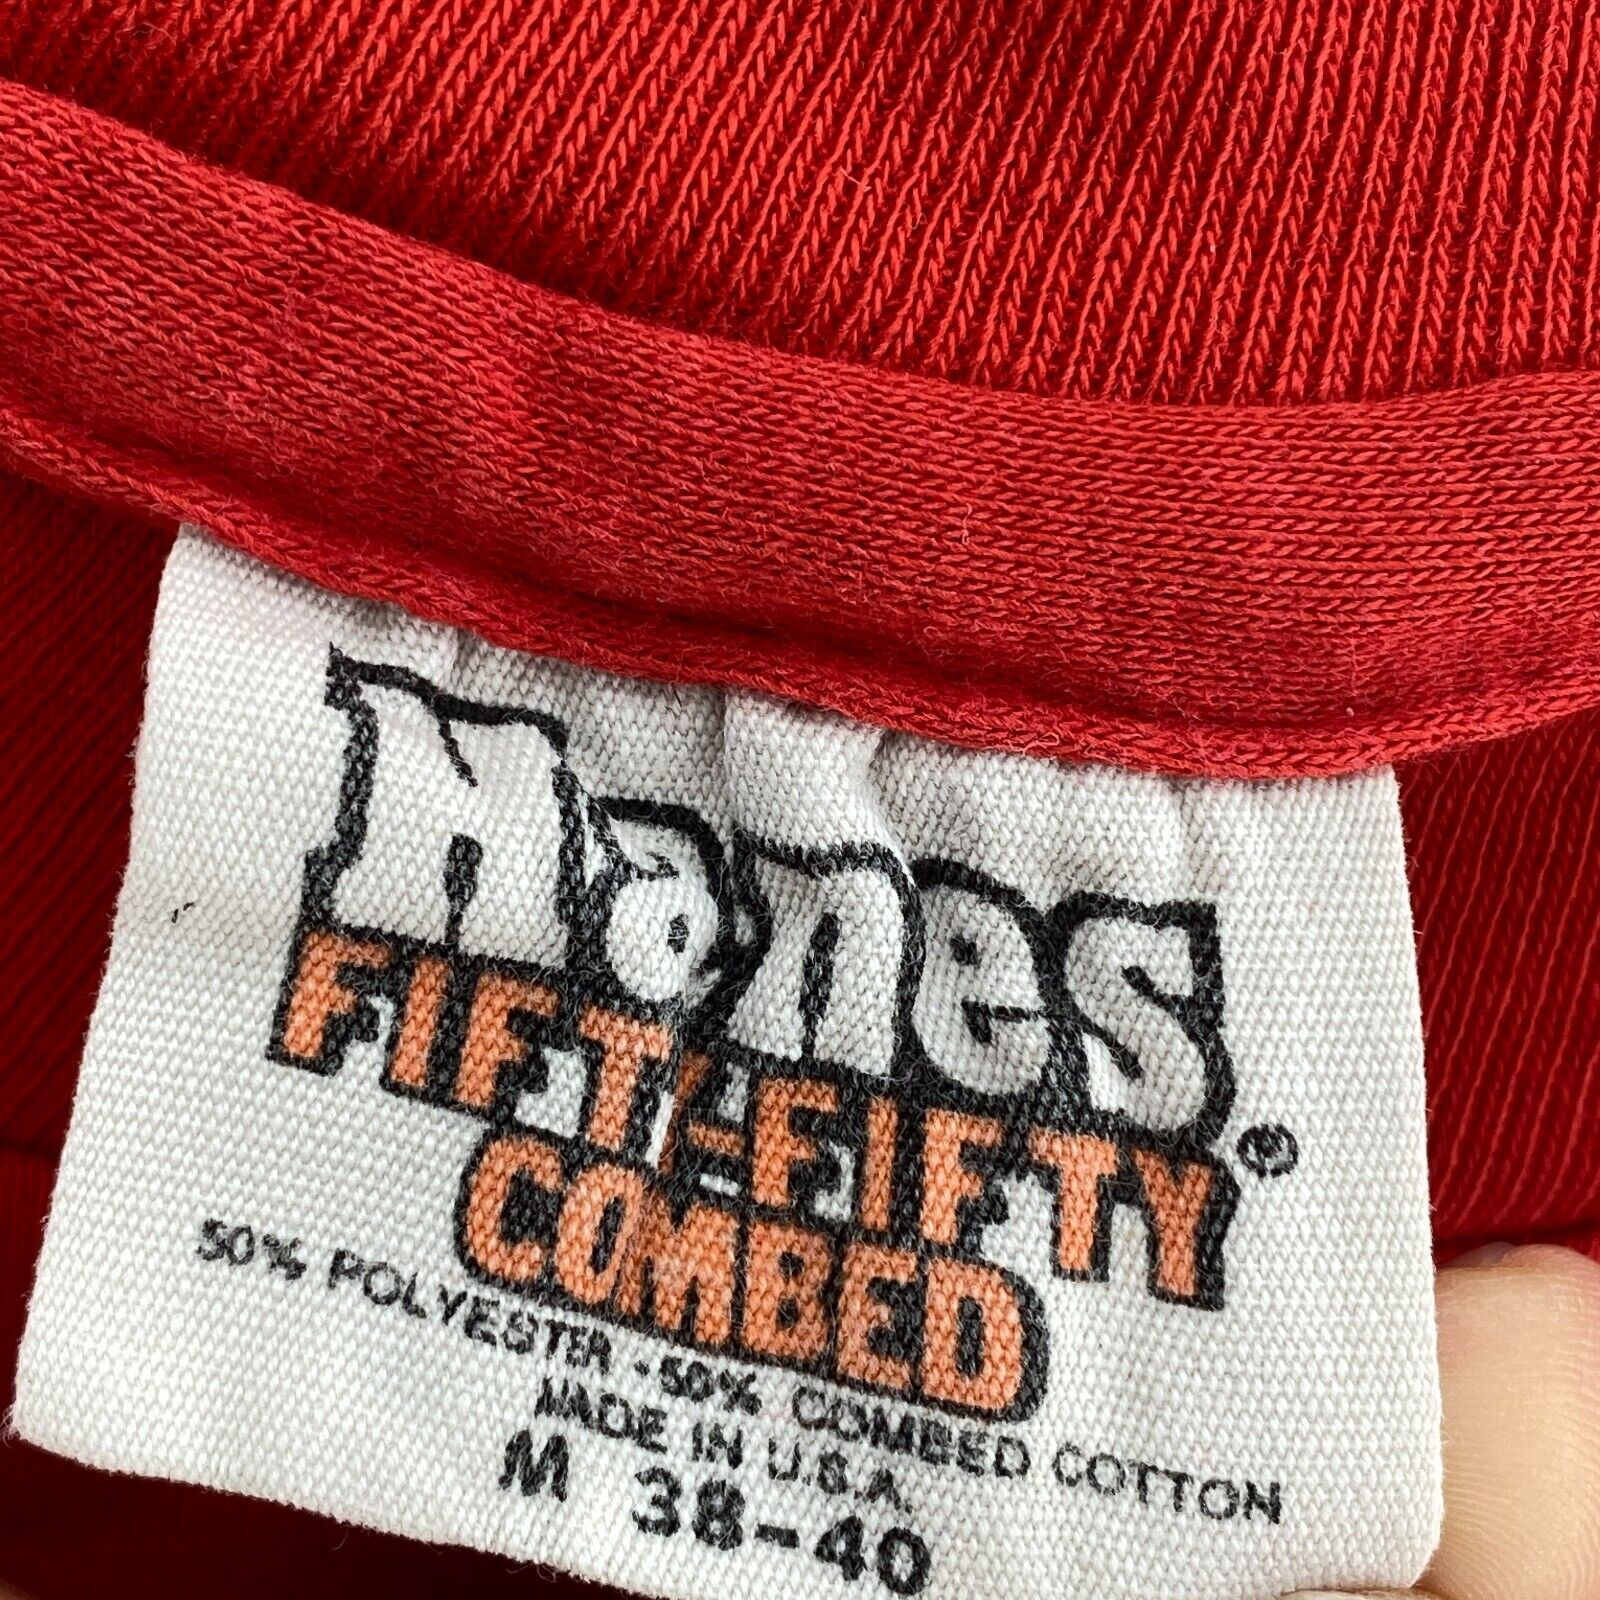 Hanes
FIFTY-FIFTY®
COMBED
50% POLYESTER - 50% COMBED COTTON
MADE IN U.S.A.
M 38-40